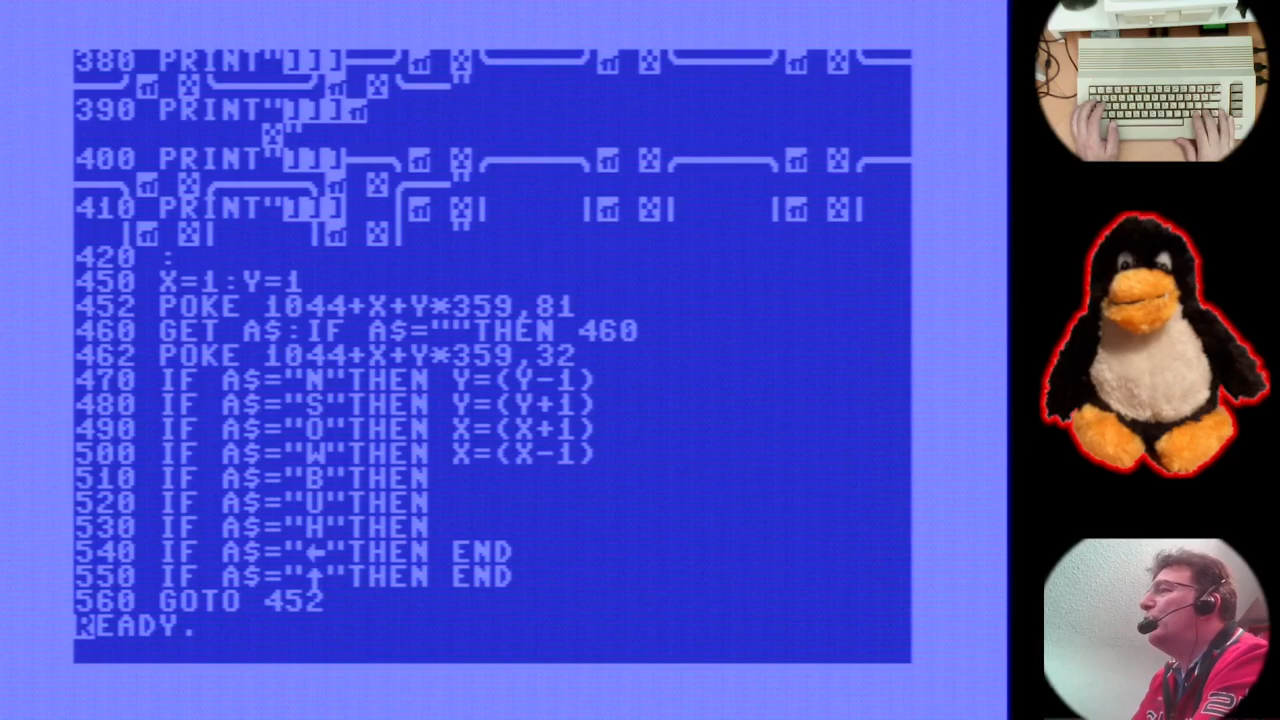 380 PRINT"]]]
390 PRINT"]]]
"
400 PRINT"]]]
"
410 PRINT"]]]
"
420 :
450 X=1:Y=1
452 POKE 1044+X+Y*359,81
460 GET A$:IF A$=""THEN 460
462 POKE 1044+X+Y*359,32
470 IF A$="N"THEN Y=(Y-1)
480 IF A$="S"THEN Y=(Y+1)
490 IF A$="O"THEN X=(X+1)
500 IF A$="W"THEN X=(X-1)
510 IF A$="B"THEN
520 IF A$="U"THEN
530 IF A$="H"THEN
540 IF A$="←"THEN END
550 IF A$="↑"THEN END
560 GOTO 452
READY.